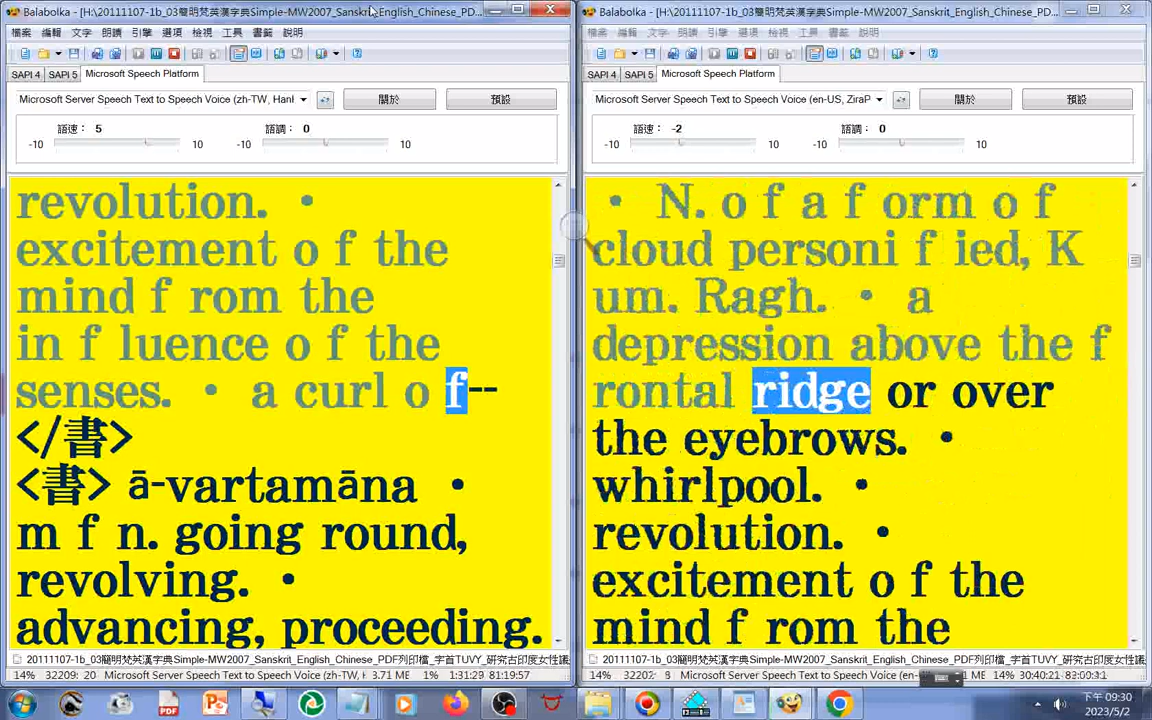 Balabolka - [H:\20111107-1b_03簡明梵英漢字典Simple-MW2007_Sanskrit_English_Chinese_PD...
檔案 編輯 文字 朗讀 引擎 選項 檢視 工具 書籤 說明
SAPI 4 SAPI 5 Microsoft Speech Platform
Microsoft Server Speech Text to Speech Voice (zh-TW, Hanl
關於 預設
語速： 5 語調： 0
-10 10 -10 10
revolution. •
excitement o f the
mind f rom the
in f luence o f the
senses. • a curl o f--
</書>
<書> ā-vartamāna •
m f n. going round,
revolving. •
advancing, proceeding.
20111107-1b_03簡明梵英漢字典Simple-MW2007_Sanskrit_English_Chinese_PDF列印檔_字首TUVY_研究古印度女性議
14% 32209: 20 Microsoft Speech Platform Microsoft Server Speech Text to Speech Voice (zh-TW, H 3.71 ME 1% 1:31:29 81:19:57
Balabolka - [H:\20111107-1b_03簡明梵英漢字典Simple-MW2007_Sanskrit_English_Chinese_PD...
檔案 編輯 文字 朗讀 引擎 選項 檢視 工具 書籤 說明
SAPI 4 SAPI 5 Microsoft Speech Platform
Microsoft Server Speech Text to Speech Voice (en-US, ZiraP
關於 預設
語速： -2 語調： 0
-10 10 -10 10
• N. o f a f orm o f
cloud personi f ied, K
um. Ragh. • a
depression above the f
rontal ridge or over
the eyebrows. •
whirlpool. •
revolution. •
excitement o f the
mind f rom the
20111107-1b_03簡明梵英漢字典Simple-MW2007_Sanskrit_English_Chinese_PDF列印檔_字首TUVY_研究古印度女性議
14% Microsoft Server Speech Text to Speech Voice (en- 14% 30:40:21
下午 09:30
2023/5/2